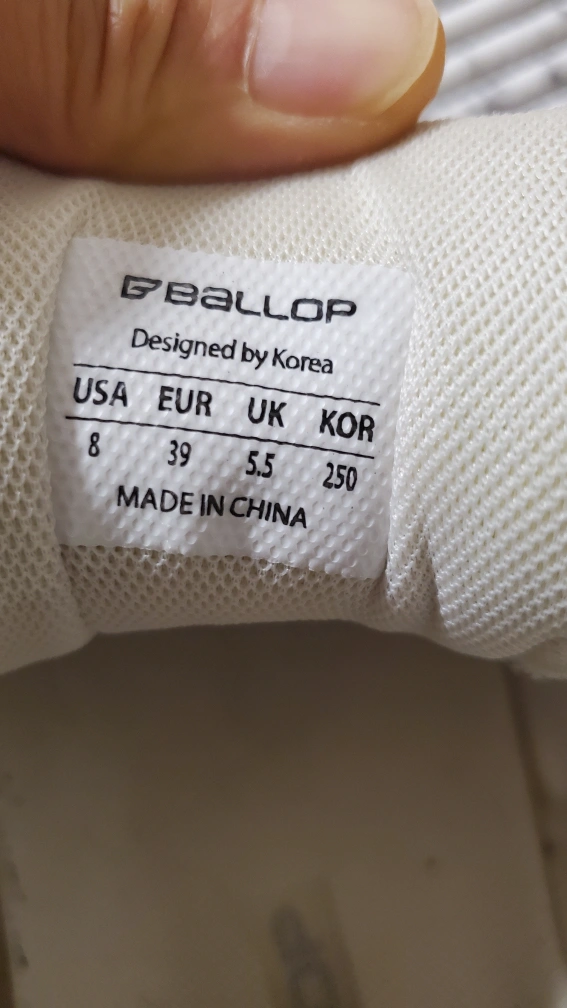 BALLOP
Designed by Korea
USA EUR UK KOR
8 39 5.5 250
MADE IN CHINA